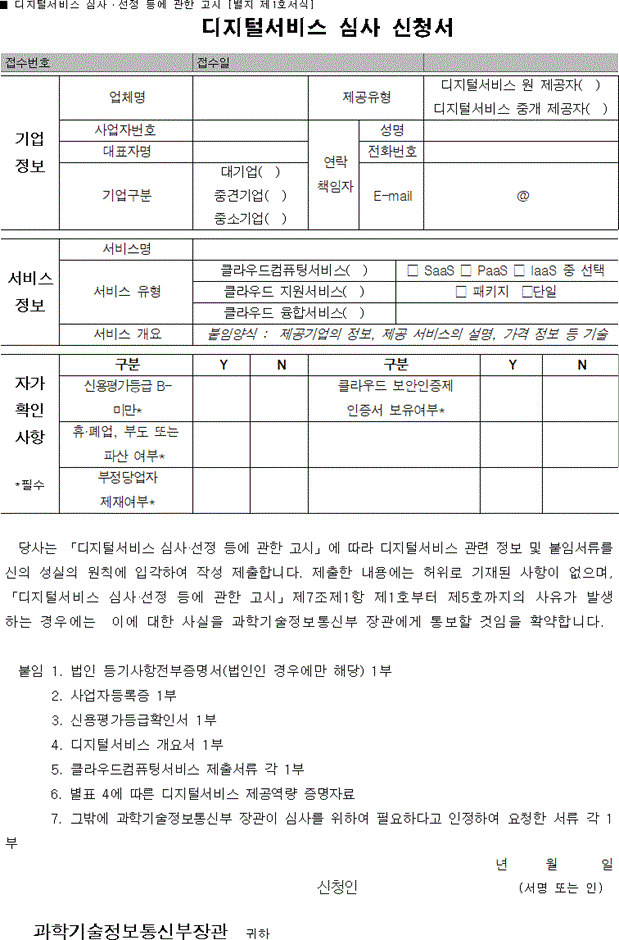 ■ 디지털서비스 심사·선정 등에 관한 고시 [별지 제1호서식]
디지털서비스 심사 신청서
접수번호 접수일
기업 정보
업체명 제공유형 디지털서비스 원 제공자( )
디지털서비스 중개 제공자( )
사업자번호 연락 책임자 성명
대표자명 전화번호
기업구분 대기업( ) E-mail @
중견기업( )
중소기업( )
서비스 정보
서비스명
서비스 유형 클라우드컴퓨팅서비스( ) □ SaaS □ PaaS □ IaaS 중 선택
클라우드 지원서비스( ) □ 패키지 □단일
클라우드 융합서비스( )
서비스 개요 붙임양식 : 제공기업의 정보, 제공 서비스의 설명, 가격 정보 등 기술
자가 확인 사항
*필수
구분 Y N 구분 Y N
신용평가등급 B- 클라우드 보안인증제
미만* 인증서 보유여부*
휴·폐업, 부도 또는
파산 여부*
부정당업자
제재여부*
당사는 「디지털서비스 심사·선정 등에 관한 고시」에 따라 디지털서비스 관련 정보 및 붙임서류를
신의 성실의 원칙에 입각하여 작성 제출합니다. 제출한 내용에는 허위로 기재된 사항이 없으며,
「디지털서비스 심사·선정 등에 관한 고시」제7조제1항 제1호부터 제5호까지의 사유가 발생
하는 경우에는 이에 대한 사실을 과학기술정보통신부 장관에게 통보할 것임을 확약합니다.
붙임 1. 법인 등기사항전부증명서(법인인 경우에만 해당) 1부
2. 사업자등록증 1부
3. 신용평가등급확인서 1부
4. 디지털서비스 개요서 1부
5. 클라우드컴퓨팅서비스 제출서류 각 1부
6. 별표 4에 따른 디지털서비스 제공역량 증명자료
7. 그밖에 과학기술정보통신부 장관이 심사를 위하여 필요하다고 인정하여 요청한 서류 각 1
부
년 월 일
신청인 (서명 또는 인)
과학기술정보통신부장관 귀하